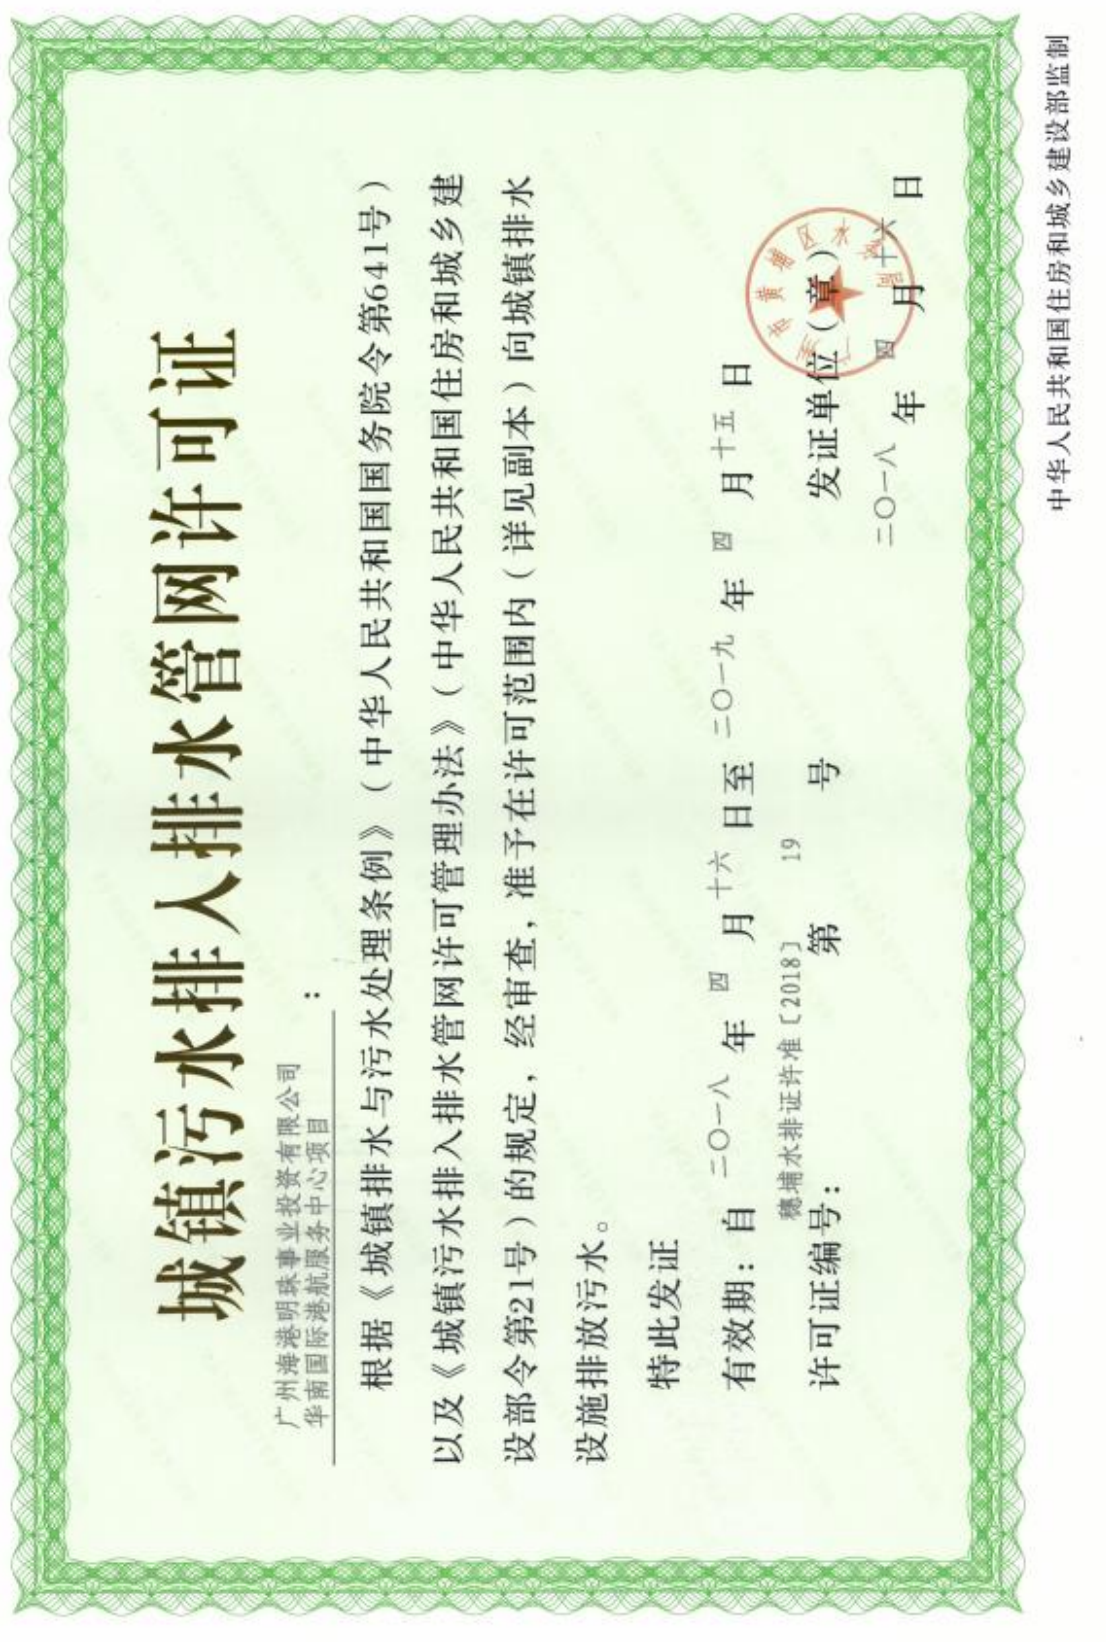 城镇污水排入排水管网许可证
广州海港明珠事业投资有限公司
华南国际港航服务中心项目
：
根据《城镇排水与污水处理条例》（中华人民共和国国务院令第641号）
以及《城镇污水排入排水管网许可管理办法》（中华人民共和国住房和城乡建
设部令第21号）的规定，经审查，准予在许可范围内（详见副本）向城镇排水
设施排放污水。
特此发证
有效期：自 二〇一八 年 四 月 十六 日至 二〇一九 年 四 月 十五 日
穗埔水排证许准〔2018〕 19
许可证编号： 第 号
发证单位（章）
二〇一八 年 四 月 十六 日
广州市黄埔区水务局
中华人民共和国住房和城乡建设部监制